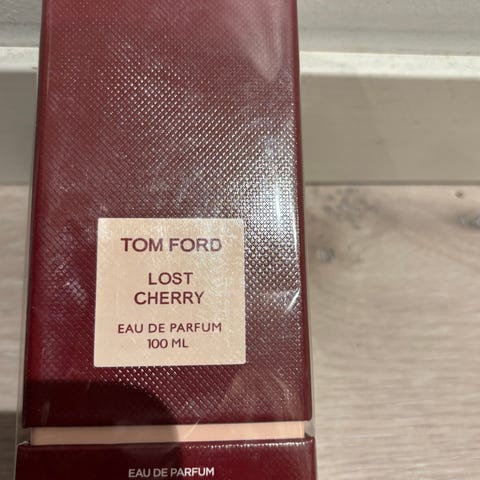 TOM FORD
LOST
CHERRY
EAU DE PARFUM
100 ML
EAU DE PARFUM